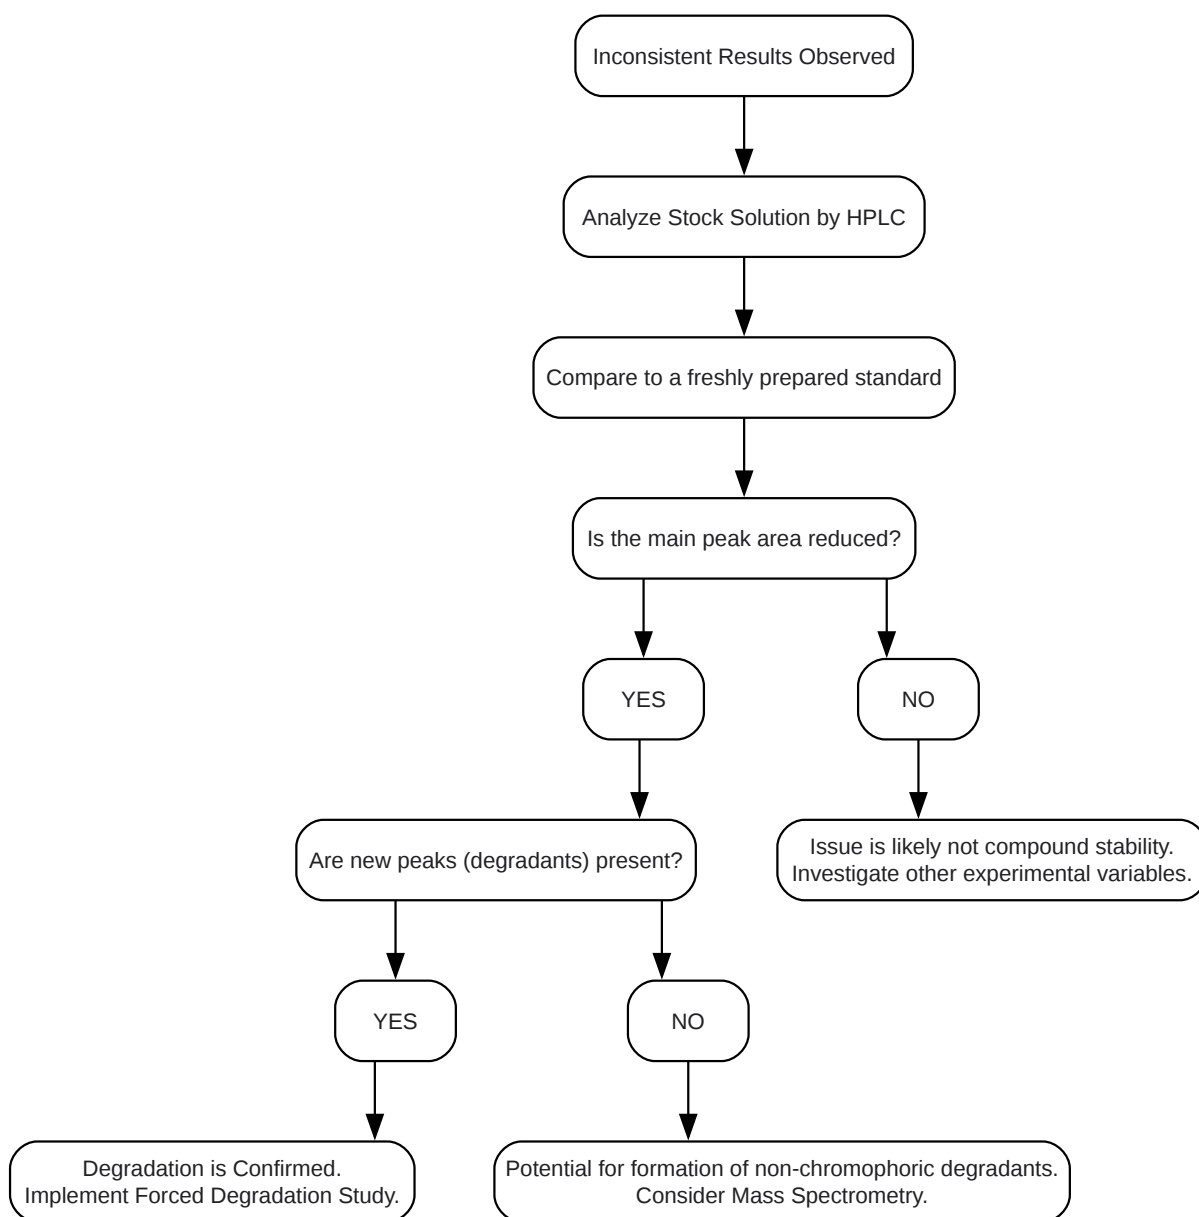 Inconsistent Results Observed
Analyze Stock Solution by HPLC
Compare to a freshly prepared standard
Is the main peak area reduced?
YES
NO
Are new peaks (degradants) present?
Issue is likely not compound stability.
Investigate other experimental variables.
YES
NO
Degradation is Confirmed.
Implement Forced Degradation Study.
Potential for formation of non-chromophoric degradants.
Consider Mass Spectrometry.